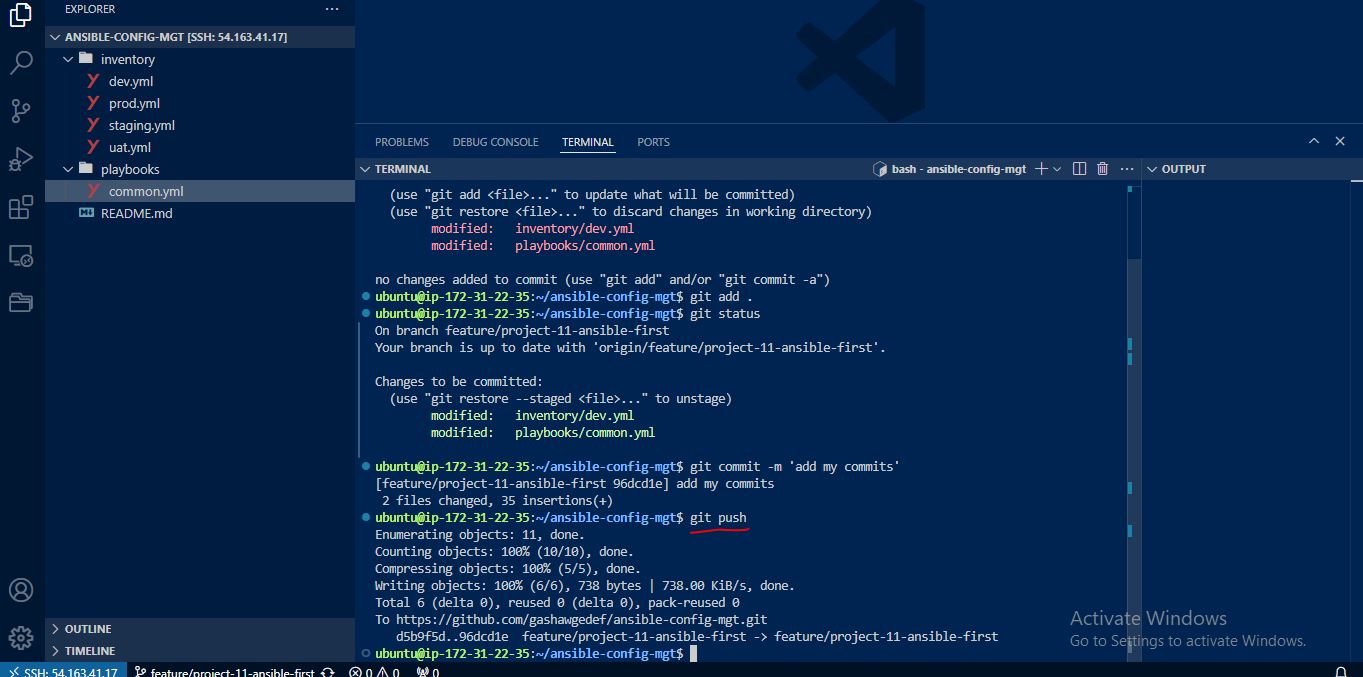 EXPLORER
ANSIBLE-CONFIG-MGT [SSH: 54.163.41.17]
inventory
dev.yml
prod.yml
staging.yml
uat.yml
playbooks
common.yml
README.md
OUTLINE
TIMELINE
PROBLEMS DEBUG CONSOLE TERMINAL PORTS
TERMINAL
bash - ansible-config-mgt
OUTPUT
(use "git add <file>..." to update what will be committed)
(use "git restore <file>..." to discard changes in working directory)
modified: inventory/dev.yml
modified: playbooks/common.yml
no changes added to commit (use "git add" and/or "git commit -a")
ubuntu@ip-172-31-22-35:~/ansible-config-mgt$ git add .
ubuntu@ip-172-31-22-35:~/ansible-config-mgt$ git status
On branch feature/project-11-ansible-first
Your branch is up to date with 'origin/feature/project-11-ansible-first'.
Changes to be committed:
(use "git restore --staged <file>..." to unstage)
modified: inventory/dev.yml
modified: playbooks/common.yml
ubuntu@ip-172-31-22-35:~/ansible-config-mgt$ git commit -m 'add my commits'
[feature/project-11-ansible-first 96dcd1e] add my commits
2 files changed, 35 insertions(+)
ubuntu@ip-172-31-22-35:~/ansible-config-mgt$ git push
Enumerating objects: 11, done.
Counting objects: 100% (10/10), done.
Compressing objects: 100% (5/5), done.
Writing objects: 100% (6/6), 738 bytes | 738.00 KiB/s, done.
Total 6 (delta 0), reused 0 (delta 0), pack-reused 0
To https://github.com/gashawgedef/ansible-config-mgt.git
d5b9f5d..96dcd1e feature/project-11-ansible-first -> feature/project-11-ansible-first
ubuntu@ip-172-31-22-35:~/ansible-config-mgt$
Activate Windows
Go to Settings to activate Windows.
SSH: 54.163.41.17 feature/project-11-ansible-first 0 0 0